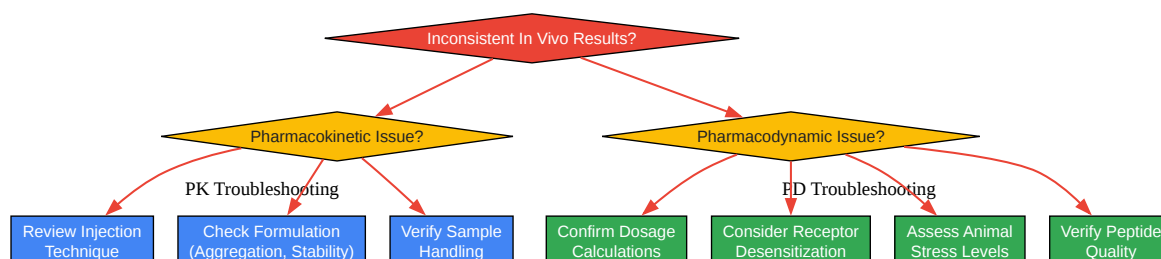 Inconsistent In Vivo Results?
Pharmacokinetic Issue?
Pharmacodynamic Issue?
PK Troubleshooting
PD Troubleshooting
Review Injection
Technique
Check Formulation
(Aggregation, Stability)
Verify Sample
Handling
Confirm Dosage
Calculations
Consider Receptor
Desensitization
Assess Animal
Stress Levels
Verify Peptide
Quality